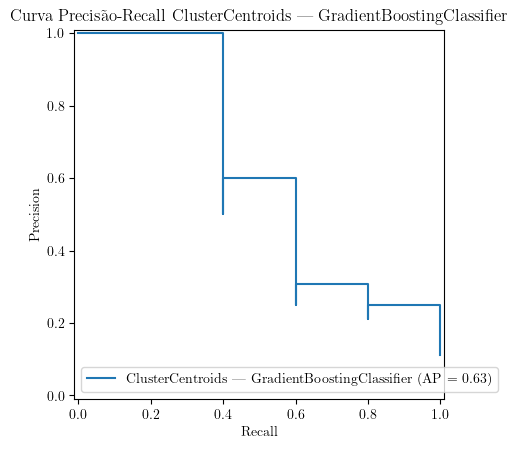 Curva Precisão-Recall ClusterCentroids — GradientBoostingClassifier
1.0
0.8
0.6
0.4
0.2
0.0
Precision
ClusterCentroids — GradientBoostingClassifier (AP = 0.63)
0.0 0.2 0.4 0.6 0.8 1.0
Recall